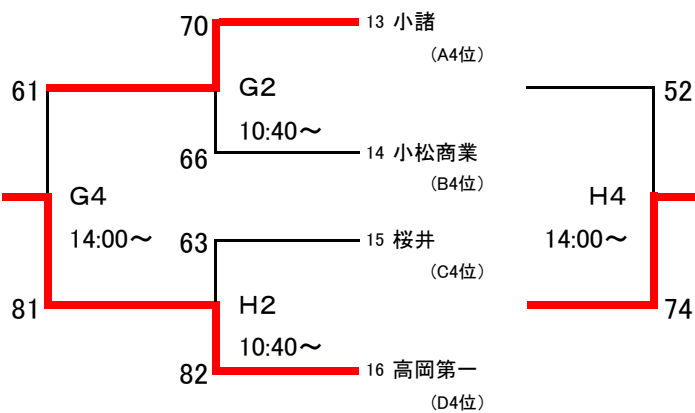 70
13 小諸
(A4位)
61
G2
52
10:40～
66
14 小松商業
(B4位)
G4
H4
14:00～
14:00～
63
15 桜井
(C4位)
81
H2
74
10:40～
82
16 高岡第一
(D4位)